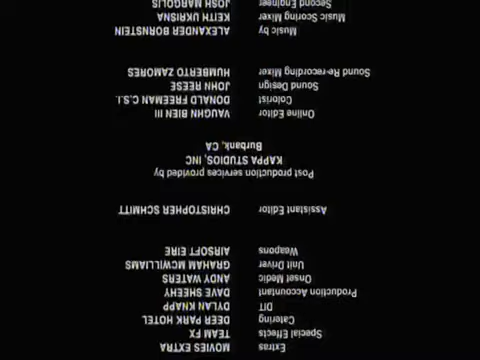 Extras MOVIES EXTRA
Special Effects TEAM FX
Catering DEER PARK HOTEL
DIT DYLAN KNAPP
Production Accountant DAVE SHEEHY
Onset Medic ANDY WATERS
Unit Driver GRAHAM MCWILLIAMS
Weapons AIRSOFT EIRE
Assistant Editor CHRISTOPHER SCHMITT
Post production services provided by
KAPPA STUDIOS, INC
Burbank, CA
Online Editor VAUGHN BIEN III
Colorist DONALD FREEMAN C.S.I.
Sound Design JOHN REESE
Sound Re-recording Mixer HUMBERTO ZAMORES
Music by ALEXANDER BORNSTEIN
Music Scoring Mixer KEITH UKRISNA
Second Engineer JOSH MARGOLIS